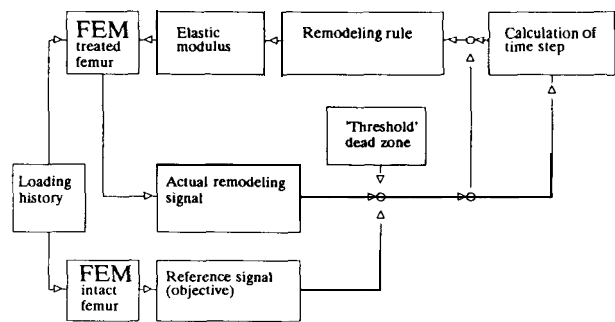 FEM
treated
femur
Elastic
modulus
Remodeling rule
Calculation of
time step
'Threshold'
dead zone
Loading
history
Actual remodeling
signal
FEM
intact
femur
Reference signal
(objective)